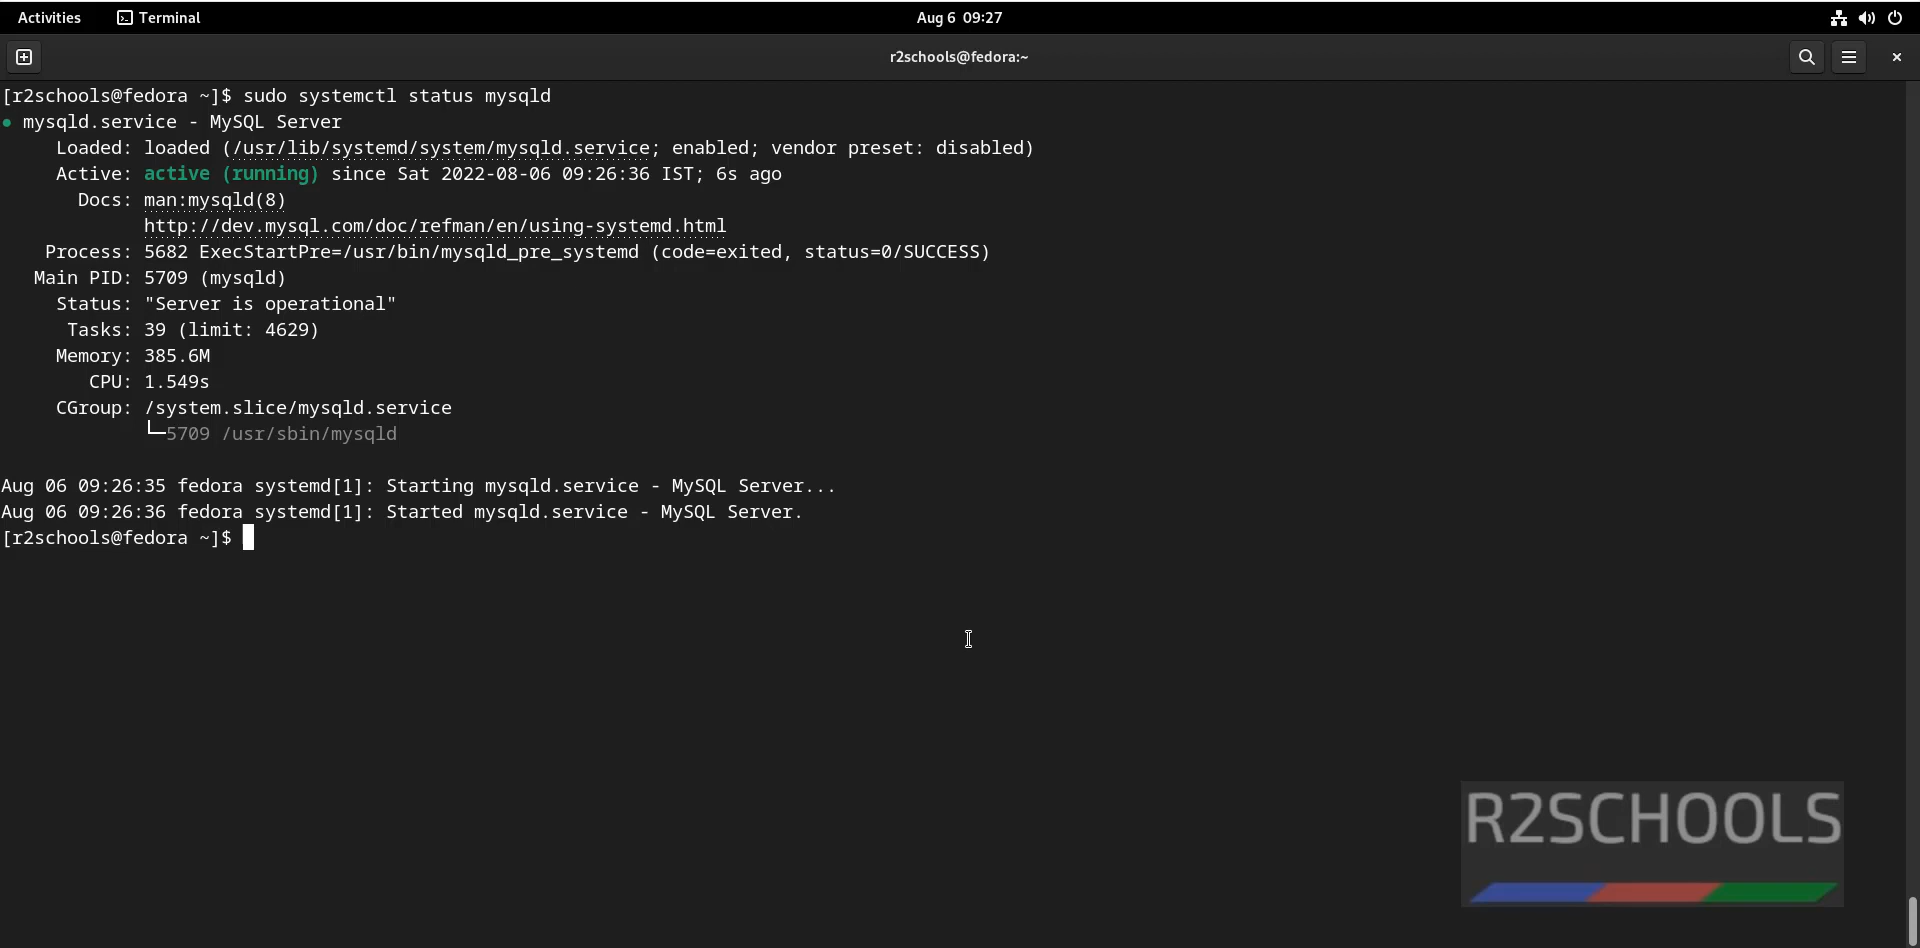 Activities Terminal Aug 6 09:27
r2schools@fedora:~
[r2schools@fedora ~]$ sudo systemctl status mysqld
● mysqld.service - MySQL Server
     Loaded: loaded (/usr/lib/systemd/system/mysqld.service; enabled; vendor preset: disabled)
     Active: active (running) since Sat 2022-08-06 09:26:36 IST; 6s ago
       Docs: man:mysqld(8)
             http://dev.mysql.com/doc/refman/en/using-systemd.html
    Process: 5682 ExecStartPre=/usr/bin/mysqld_pre_systemd (code=exited, status=0/SUCCESS)
   Main PID: 5709 (mysqld)
     Status: "Server is operational"
      Tasks: 39 (limit: 4629)
     Memory: 385.6M
        CPU: 1.549s
     CGroup: /system.slice/mysqld.service
             └─5709 /usr/sbin/mysqld
Aug 06 09:26:35 fedora systemd[1]: Starting mysqld.service - MySQL Server...
Aug 06 09:26:36 fedora systemd[1]: Started mysqld.service - MySQL Server.
[r2schools@fedora ~]$
R2SCHOOLS